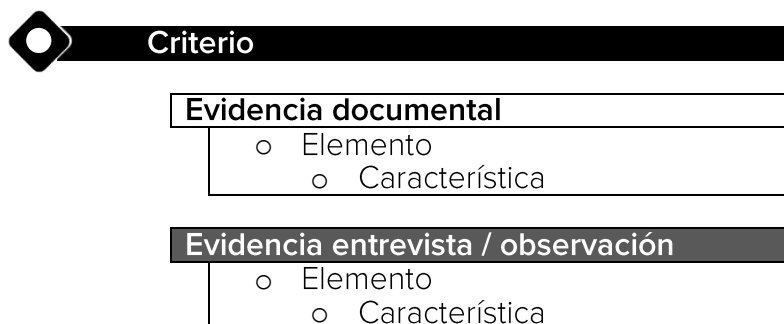 Criterio
Evidencia documental
Elemento
Característica
Evidencia entrevista / observación
Elemento
Característica